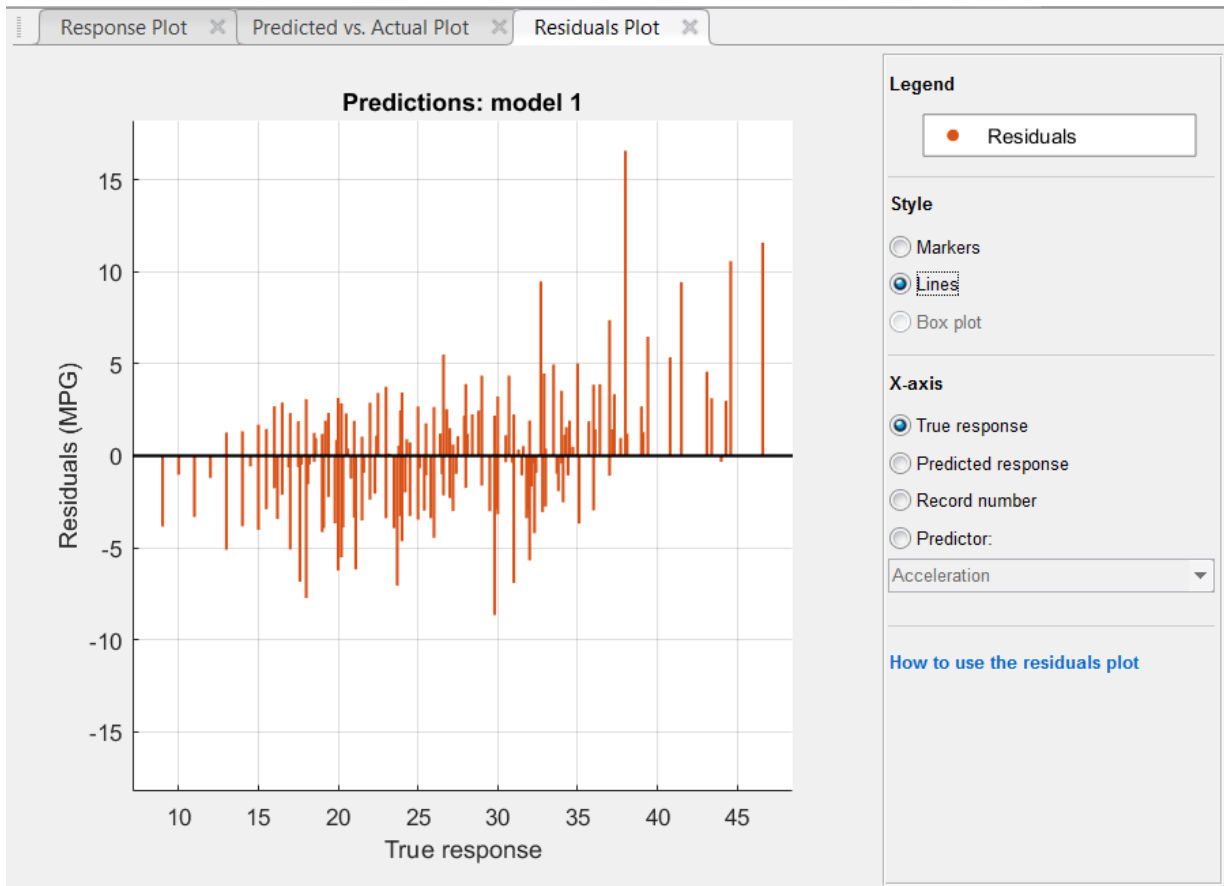 Response Plot
Predicted vs. Actual Plot
Residuals Plot
Predictions: model 1
Residuals (MPG)
15
10
5
0
-5
-10
-15
10 15 20 25 30 35 40 45
True response
Legend
Residuals
Style
Markers
Lines
Box plot
X-axis
True response
Predicted response
Record number
Predictor:
Acceleration
How to use the residuals plot